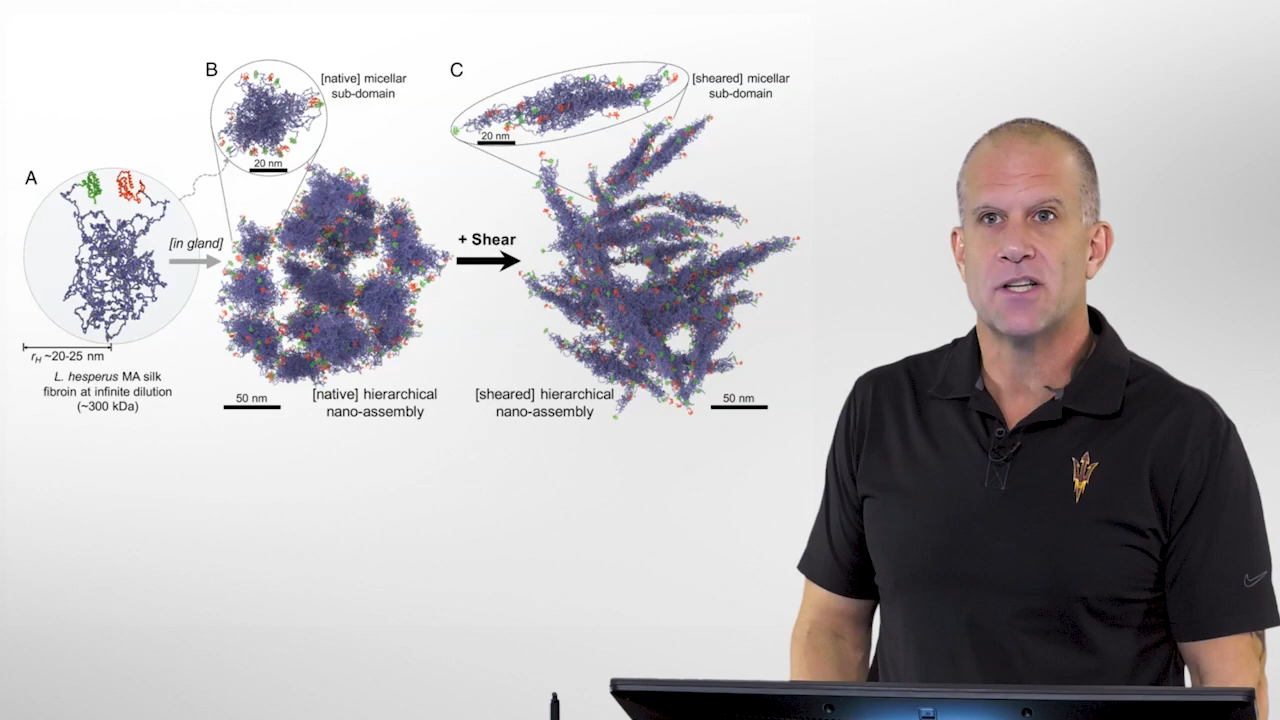 A
B
C
[native] micellar
sub-domain
20 nm
[sheared] micellar
sub-domain
20 nm
[in gland]
+ Shear
rH ~20-25 nm
L. hesperus MA silk
fibroin at infinite dilution
(~300 kDa)
50 nm
[native] hierarchical
nano-assembly
[sheared] hierarchical
nano-assembly
50 nm